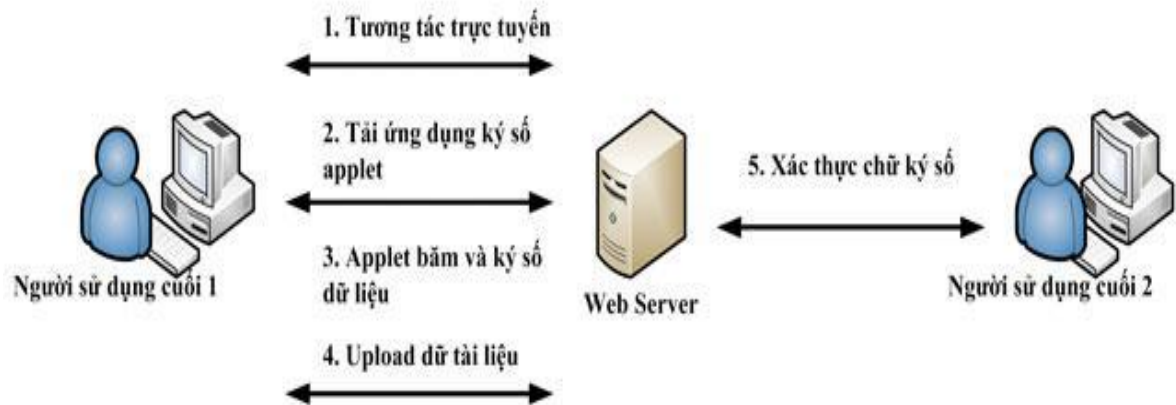 1. Tương tác trực tuyến
2. Tải ứng dụng ký số
applet
3. Applet băm và ký số
dữ liệu
4. Upload dữ tài liệu
Người sử dụng cuối 1
Web Server
5. Xác thực chữ ký số
Người sử dụng cuối 2